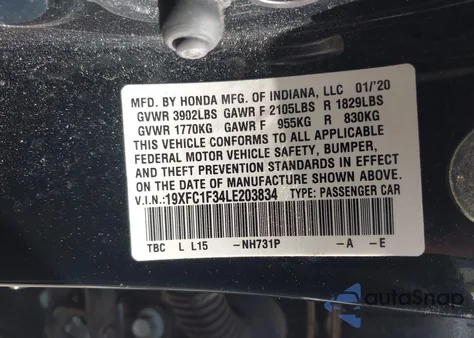 MFD. BY HONDA MFG. OF INDIANA, LLC 01/'20
GVWR 3902LBS GAWR F 2105LBS R 1829LBS
GVWR 1770KG GAWR F 955KG R 830KG
THIS VEHICLE CONFORMS TO ALL APPLICABLE
FEDERAL MOTOR VEHICLE SAFETY, BUMPER,
AND THEFT PREVENTION STANDARDS IN EFFECT
ON THE DATE OF MANUFACTURE SHOWN ABOVE.
V.I.N.:19XFC1F34LE203834 TYPE: PASSENGER CAR
TBC L L15 -NH731P -A -E
autoSnap